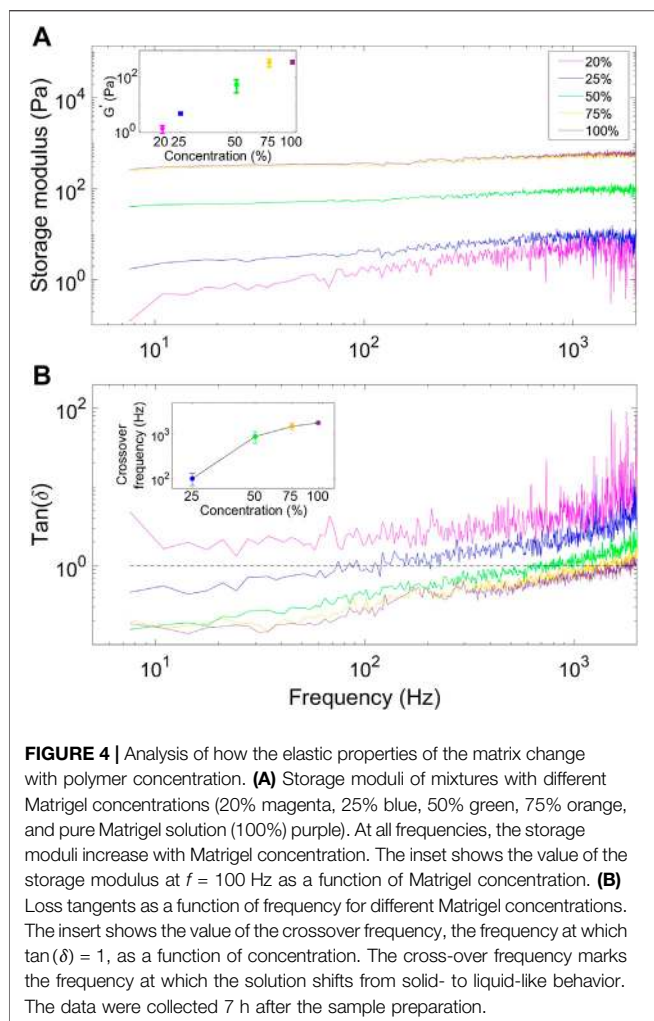 A
Storage modulus (Pa)
10^4
10^2
10^0
10^1
10^2
10^3
G' (Pa)
10^2
10^0
20 25 50 75 100
Concentration (%)
20%
25%
50%
75%
100%
B
Tan(δ)
10^2
10^0
10^1
10^2
10^3
Frequency (Hz)
Crossover
frequency (Hz)
10^3
10^2
25 50 75 100
Concentration (%)
FIGURE 4 | Analysis of how the elastic properties of the matrix change
with polymer concentration. (A) Storage moduli of mixtures with different
Matrigel concentrations (20% magenta, 25% blue, 50% green, 75% orange,
and pure Matrigel solution (100%) purple). At all frequencies, the storage
moduli increase with Matrigel concentration. The inset shows the value of the
storage modulus at f = 100 Hz as a function of Matrigel concentration. (B)
Loss tangents as a function of frequency for different Matrigel concentrations.
The insert shows the value of the crossover frequency, the frequency at which
tan(δ) = 1, as a function of concentration. The cross-over frequency marks
the frequency at which the solution shifts from solid- to liquid-like behavior.
The data were collected 7 h after the sample preparation.